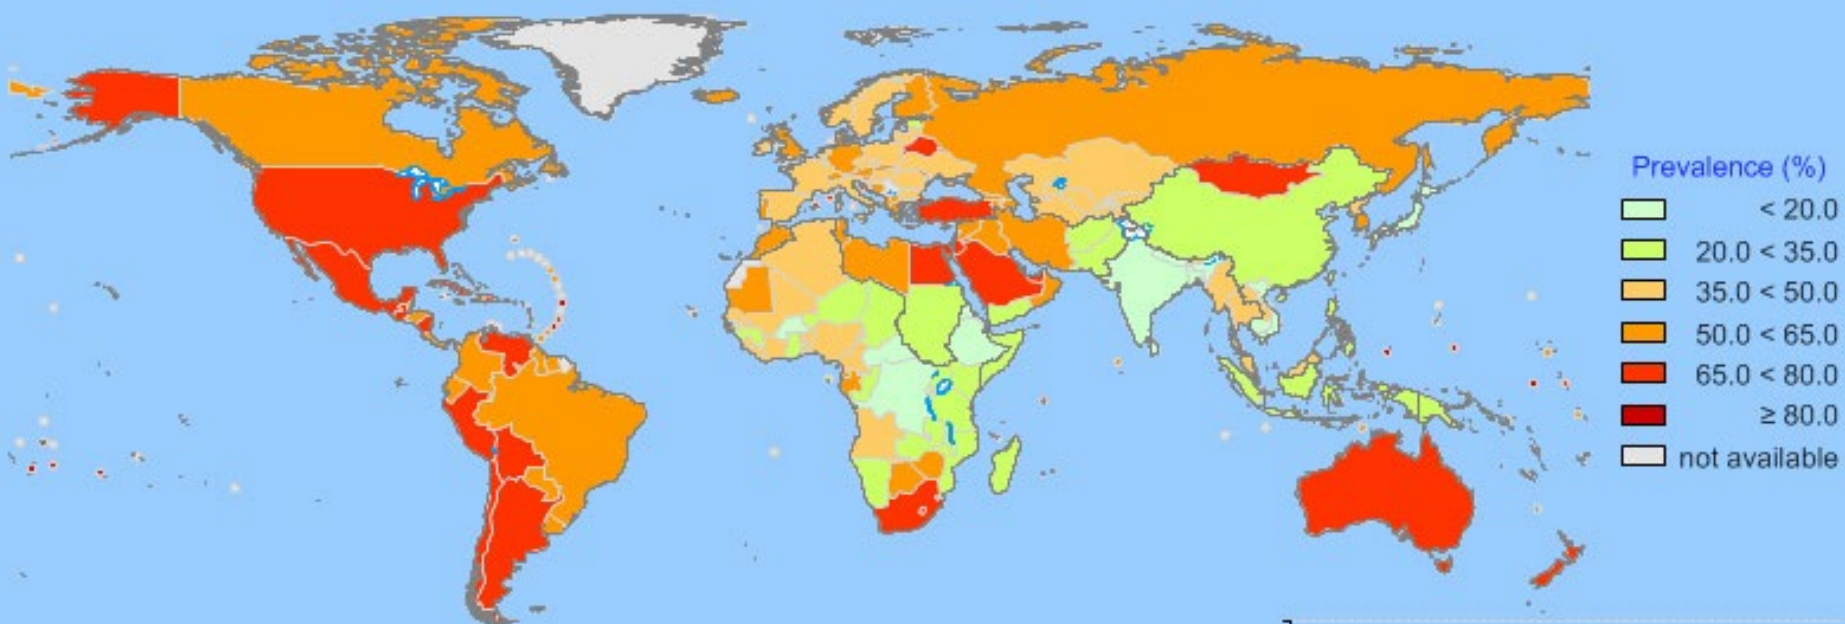 Prevalence (%)
< 20.0
20.0 < 35.0
35.0 < 50.0
50.0 < 65.0
65.0 < 80.0
≥ 80.0
not available